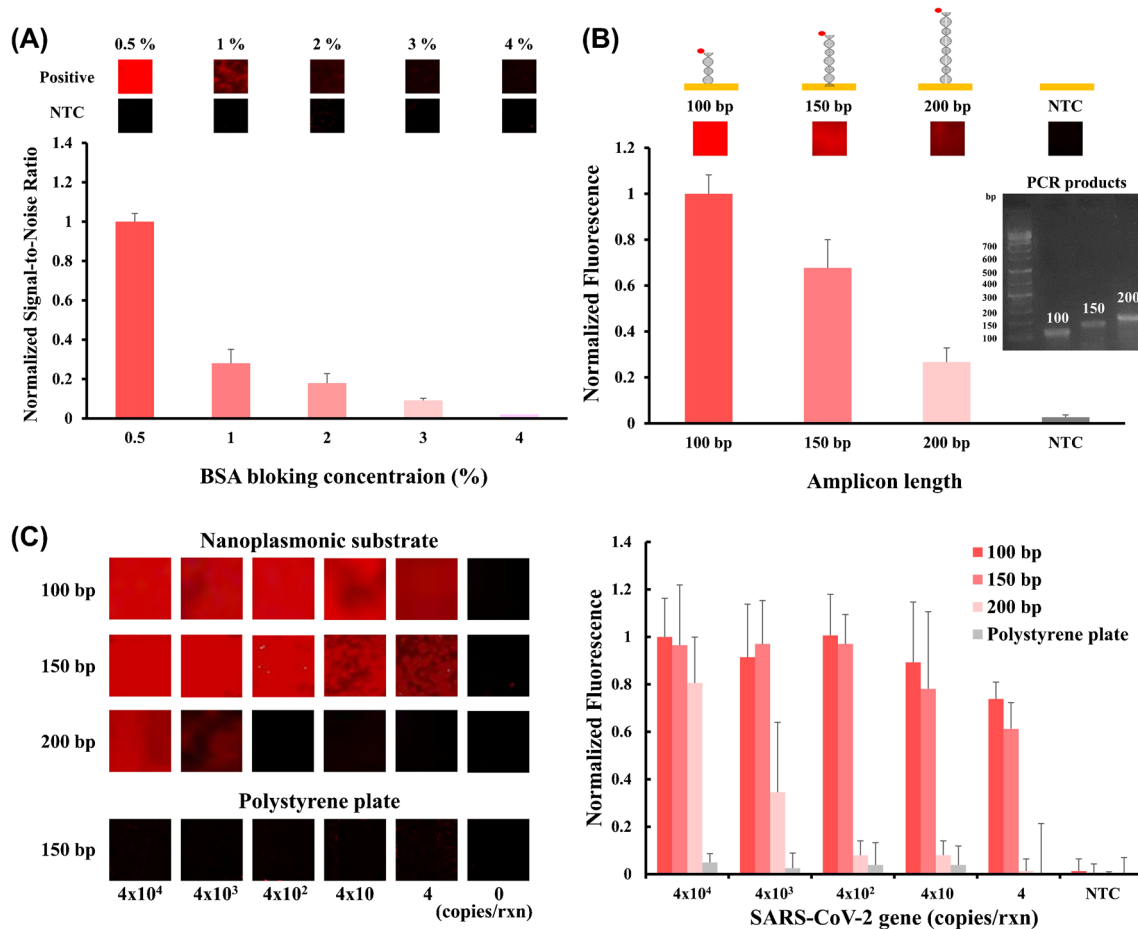 (A)
0.5 % 1 % 2 % 3 % 4 %
Positive
NTC
Normalized Signal-to-Noise Ratio
1.4
1.2
1
0.8
0.6
0.4
0.2
0
0.5 1 2 3 4
BSA bloking concentraion (%)
(B)
100 bp 150 bp 200 bp NTC
Normalized Fluorescence
1.2
1
0.8
0.6
0.4
0.2
0
PCR products
bp
700
600
500
400
300
200
150
100
100 150 200
100 bp 150 bp 200 bp NTC
Amplicon length
(C)
Nanoplasmonic substrate
100 bp
150 bp
200 bp
Polystyrene plate
150 bp
4x10⁴ 4x10³ 4x10² 4x10 4 0
(copies/rxn)
Normalized Fluorescence
1.4
1.2
1
0.8
0.6
0.4
0.2
0
100 bp
150 bp
200 bp
Polystyrene plate
4x10⁴ 4x10³ 4x10² 4x10 4 NTC
SARS-CoV-2 gene (copies/rxn)